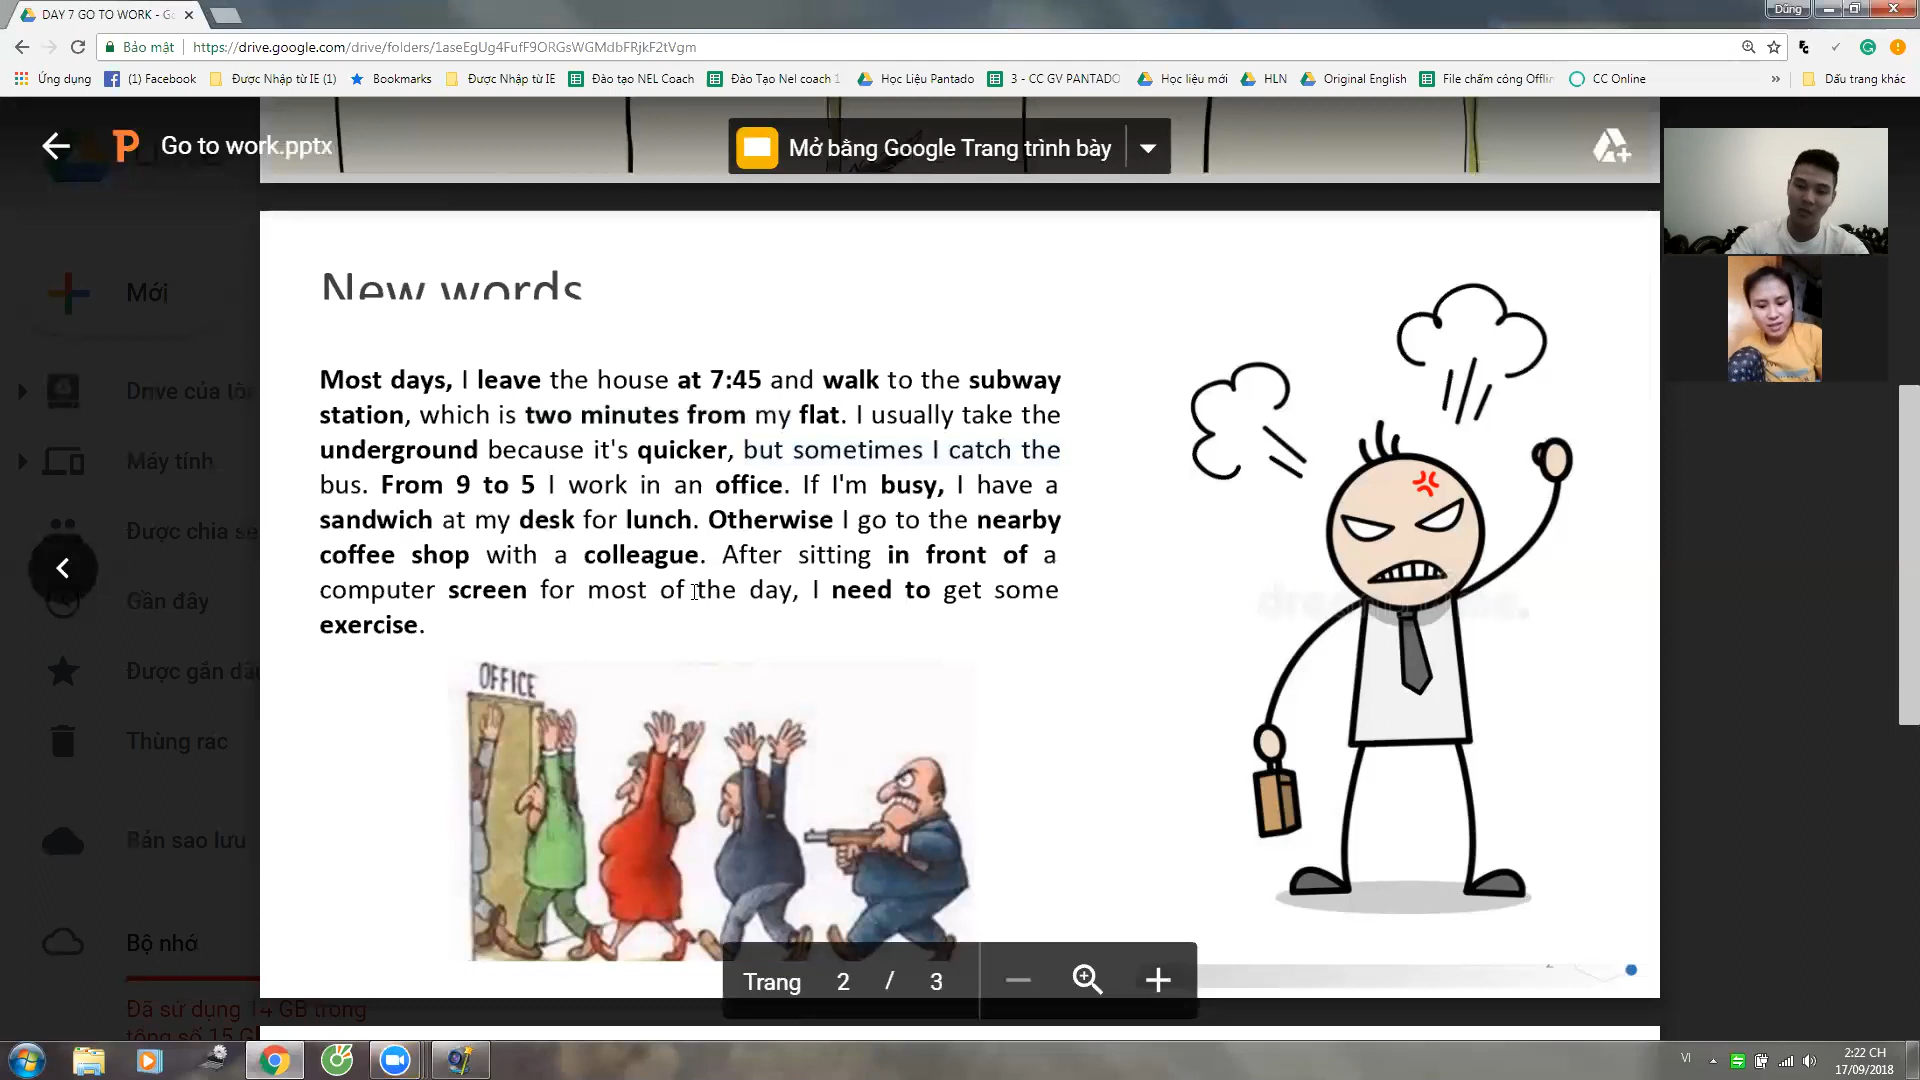 DAY 7 GO TO WORK - Go
Dũng
Bảo mật
https://drive.google.com/drive/folders/1aseEgUg4FufF9ORGsWGMdbFRjkF2tVgm
Ứng dụng
(1) Facebook
Được Nhập từ IE (1)
Bookmarks
Được Nhập từ IE
Đào tạo NEL Coach
Đào Tạo Nel coach 1
Học Liệu Pantado
3 - CC GV PANTADO
Học liệu mới
HLN
Original English
File chấm công Offlin
CC Online
»
Dấu trang khác
Go to work.pptx
Mở bằng Google Trang trình bày
Mới
Drive của tôi
Máy tính
Được chia sẻ
Gần đây
Được gắn dấu
Thùng rác
Bản sao lưu
Bộ nhớ
Đã sử dụng 14 GB trong
tổng số 15 G
New words
Most days, I leave the house at 7:45 and walk to the subway
station, which is two minutes from my flat. I usually take the
underground because it's quicker, but sometimes I catch the
bus. From 9 to 5 I work in an office. If I'm busy, I have a
sandwich at my desk for lunch. Otherwise I go to the nearby
coffee shop with a colleague. After sitting in front of a
computer screen for most of the day, I need to get some
exercise.
OFFICE
Trang 2 / 3
VI
2:22 CH
17/09/2018